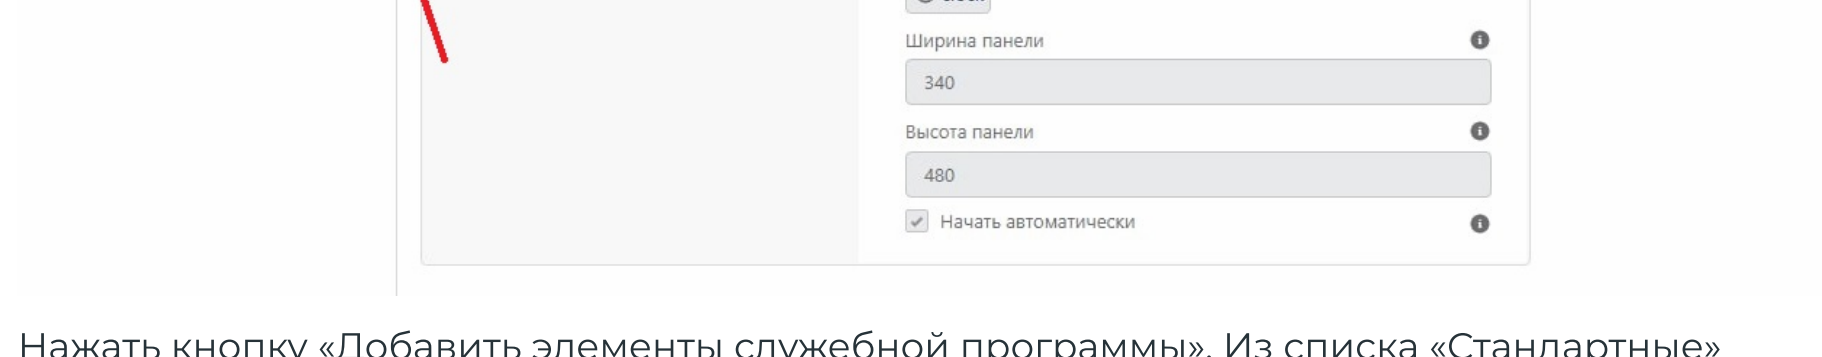 Ширина панели
340
Высота панели
480
Начать автоматически
Нажать кнопку «Добавить элементы служебной программы». Из списка «Стандартные»